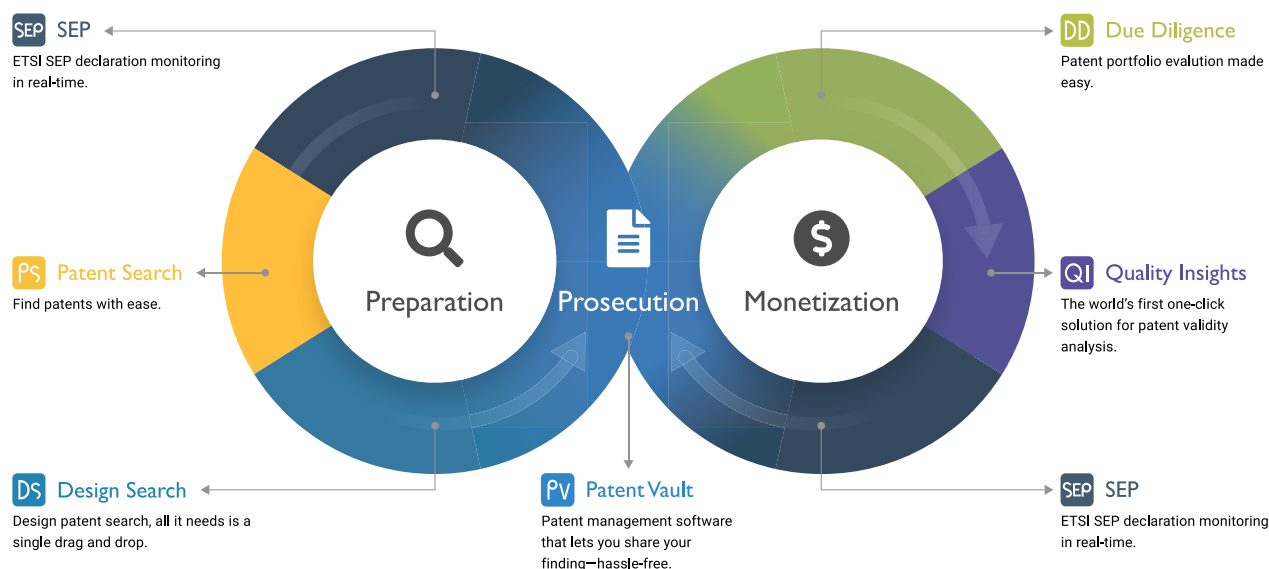 SEP SEP
ETSI SEP declaration monitoring
in real-time.
DD Due Diligence
Patent portfolio evalution made
easy.
PS Patent Search
Find patents with ease.
Preparation
Prosecution
Monetization
$
QI Quality Insights
The world's first one-click
solution for patent validity
analysis.
DS Design Search
Design patent search, all it needs is a
single drag and drop.
PV Patent Vault
Patent management software
that lets you share your
finding—hassle-free.
SEP SEP
ETSI SEP declaration monitoring
in real-time.